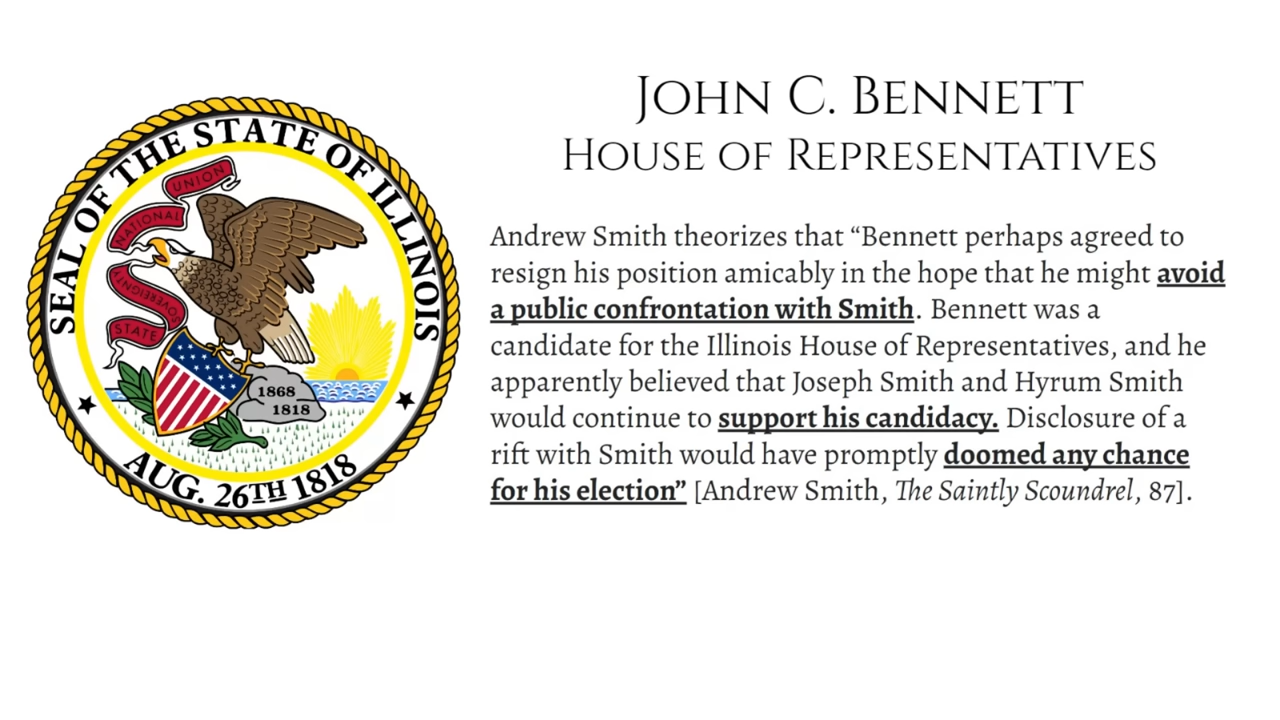 SEAL OF THE STATE OF ILLINOIS
UNION
NATIONAL
SOVEREIGNTY
STATE
1868
1818
AUG. 26TH 1818
JOHN C. BENNETT
HOUSE OF REPRESENTATIVES
Andrew Smith theorizes that “Bennett perhaps agreed to
resign his position amicably in the hope that he might avoid
a public confrontation with Smith. Bennett was a
candidate for the Illinois House of Representatives, and he
apparently believed that Joseph Smith and Hyrum Smith
would continue to support his candidacy. Disclosure of a
rift with Smith would have promptly doomed any chance
for his election” [Andrew Smith, The Saintly Scoundrel, 87].